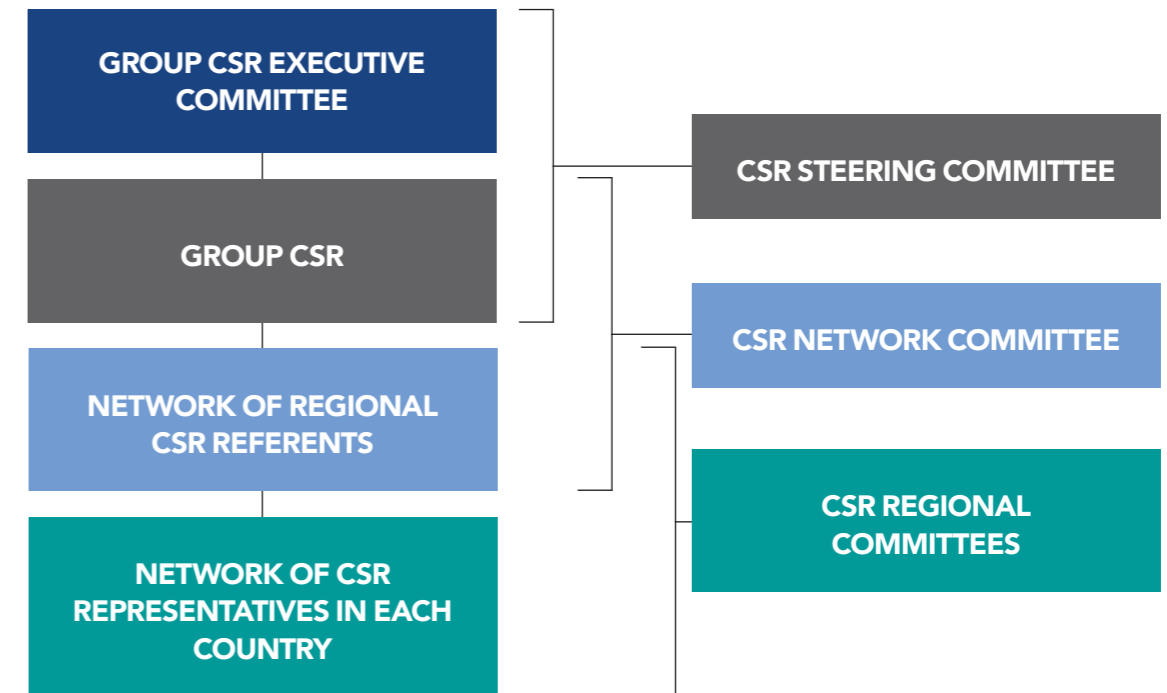 GROUP CSR EXECUTIVE
COMMITTEE
CSR STEERING COMMITTEE
GROUP CSR
CSR NETWORK COMMITTEE
NETWORK OF REGIONAL
CSR REFERENTS
CSR REGIONAL
COMMITTEES
NETWORK OF CSR
REPRESENTATIVES IN EACH
COUNTRY